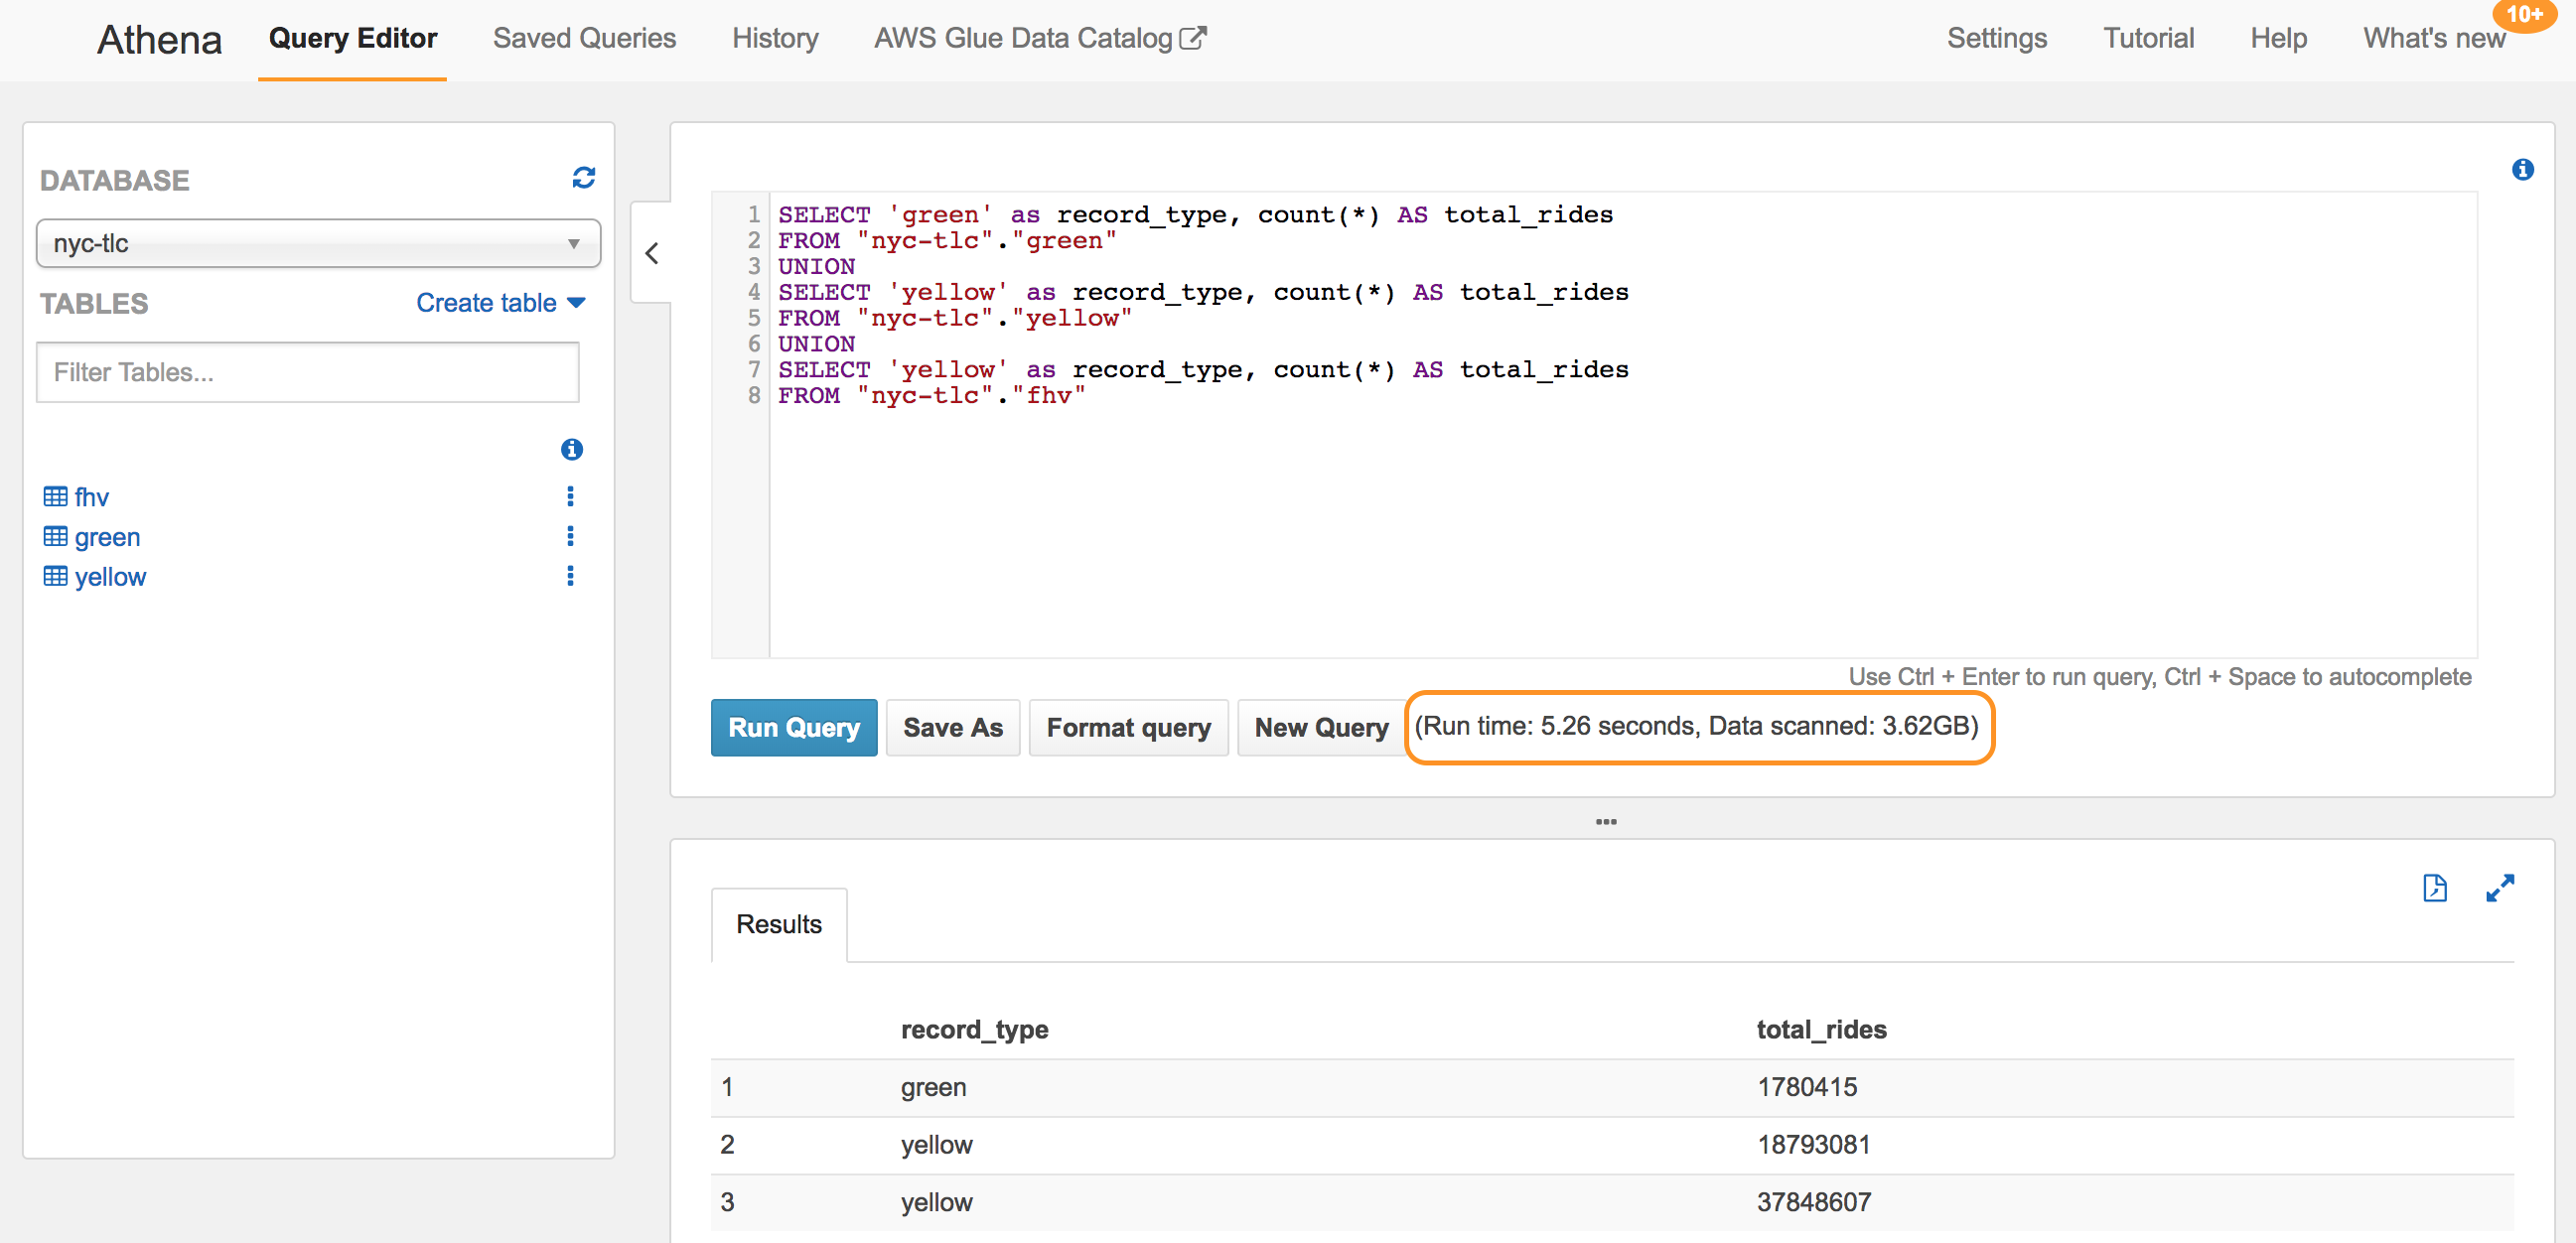 Athena Query Editor Saved Queries History AWS Glue Data Catalog Settings Tutorial Help What's new 10+
DATABASE
nyc-tlc
TABLES Create table
Filter Tables...
fhv
green
yellow
1 SELECT 'green' as record_type, count(*) AS total_rides
2 FROM "nyc-tlc"."green"
3 UNION
4 SELECT 'yellow' as record_type, count(*) AS total_rides
5 FROM "nyc-tlc"."yellow"
6 UNION
7 SELECT 'yellow' as record_type, count(*) AS total_rides
8 FROM "nyc-tlc"."fhv"
Use Ctrl + Enter to run query, Ctrl + Space to autocomplete
Run Query Save As Format query New Query (Run time: 5.26 seconds, Data scanned: 3.62GB)
Results
record_type total_rides
1 green 1780415
2 yellow 18793081
3 yellow 37848607